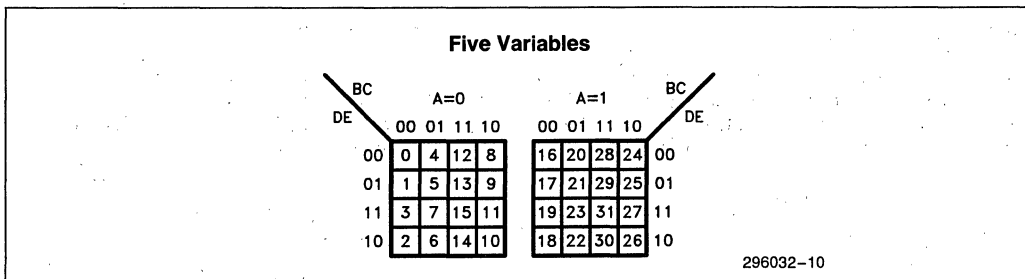 Five Variables
BC A=0 A=1 BC
DE DE
00 01 11 10 00 01 11 10
00 0 4 12 8 16 20 28 24 00
01 1 5 13 9 17 21 29 25 01
11 3 7 15 11 19 23 31 27 11
10 2 6 14 10 18 22 30 26 10
296032-10